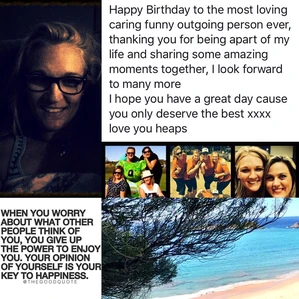 Happy Birthday to the most loving
caring funny outgoing person ever,
thanking you for being apart of my
life and sharing some amazing
moments together, I look forward
to many more
I hope you have a great day cause
you only deserve the best xxxx
love you heaps
WHEN YOU WORRY
ABOUT WHAT OTHER
PEOPLE THINK OF
YOU, YOU GIVE UP
THE POWER TO ENJOY
YOU. YOUR OPINION
OF YOURSELF IS YOUR
KEY TO HAPPINESS.
@THEGOODQUOTE